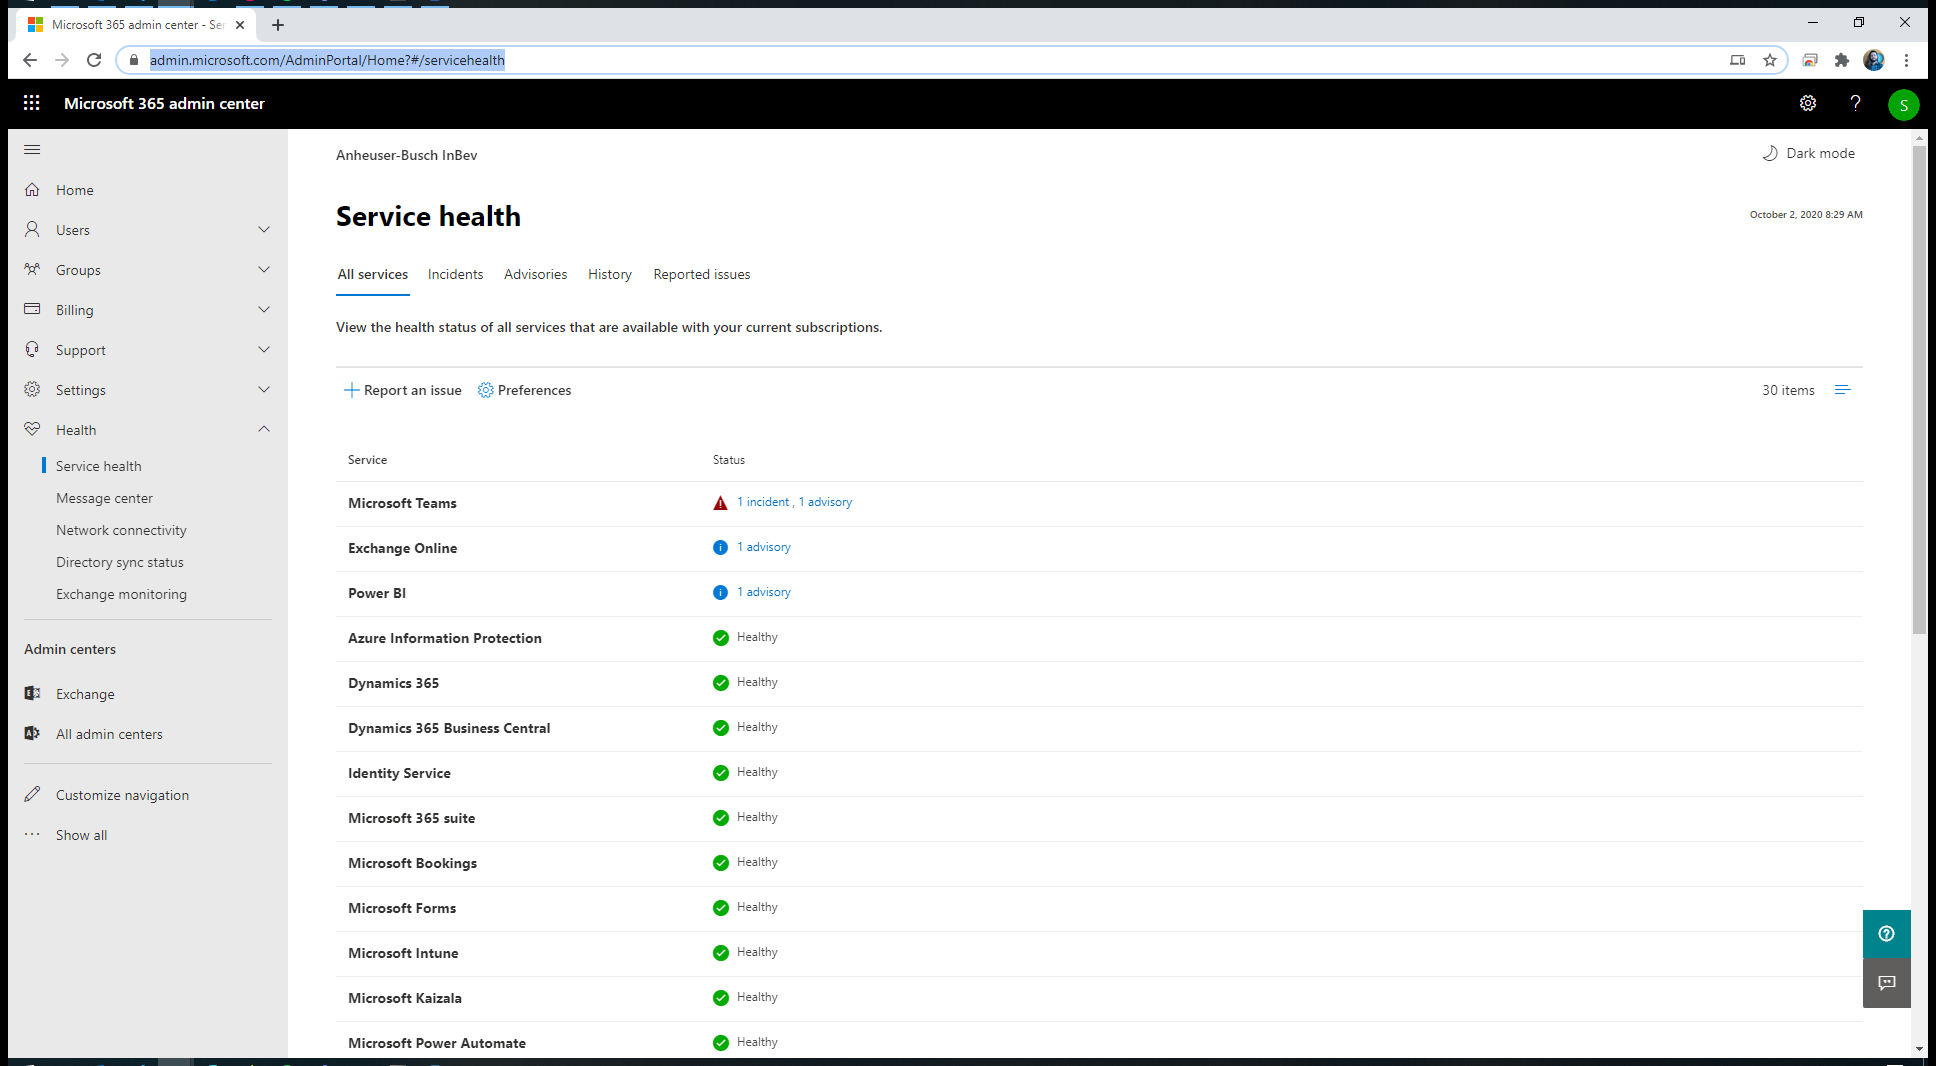 Microsoft 365 admin center - Ser
admin.microsoft.com/AdminPortal/Home?#/servicehealth
Microsoft 365 admin center
?
S
Home
Users
Groups
Billing
Support
Settings
Health
Service health
Message center
Network connectivity
Directory sync status
Exchange monitoring
Admin centers
Exchange
All admin centers
Customize navigation
Show all
Anheuser-Busch InBev
Dark mode
Service health
October 2, 2020 8:29 AM
All services Incidents Advisories History Reported issues
View the health status of all services that are available with your current subscriptions.
Report an issue Preferences 30 items
Service Status
Microsoft Teams 1 incident , 1 advisory
Exchange Online 1 advisory
Power BI 1 advisory
Azure Information Protection Healthy
Dynamics 365 Healthy
Dynamics 365 Business Central Healthy
Identity Service Healthy
Microsoft 365 suite Healthy
Microsoft Bookings Healthy
Microsoft Forms Healthy
Microsoft Intune Healthy
Microsoft Kaizala Healthy
Microsoft Power Automate Healthy